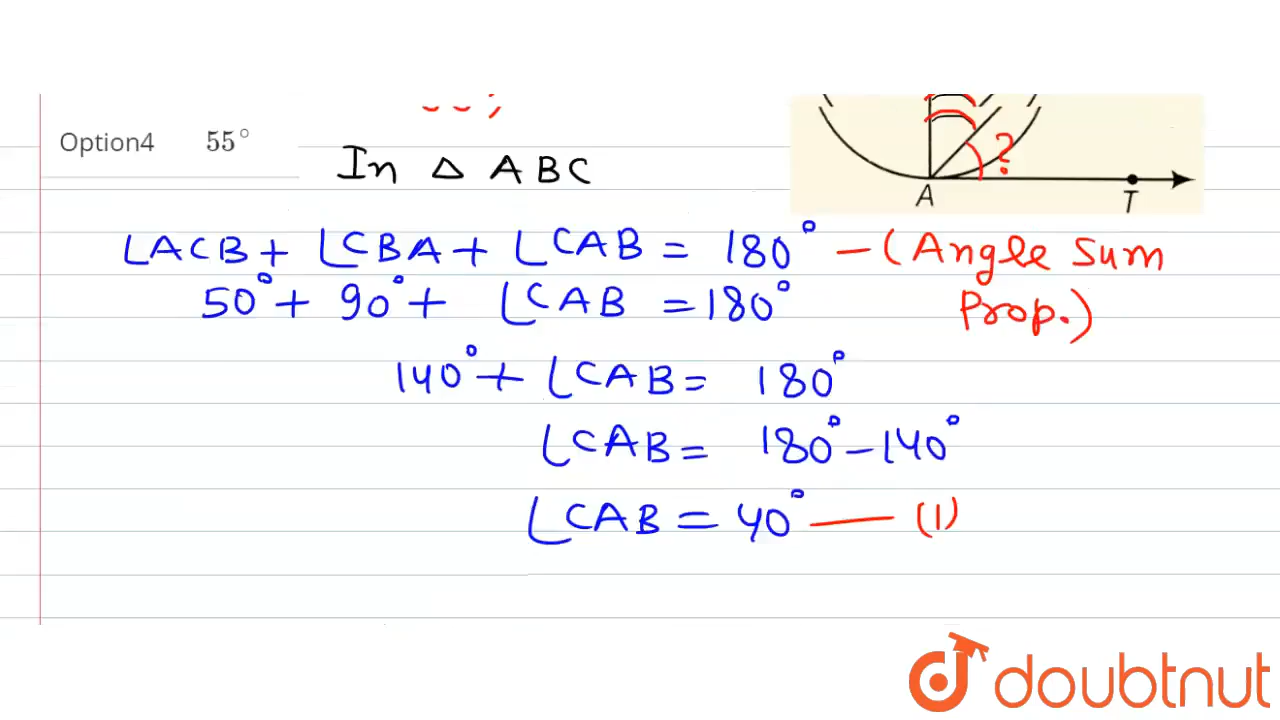 Option4 55°
In △ ABC
?
A
T
∠ACB + ∠CBA + ∠CAB = 180° — (Angle Sum Prop.)
50° + 90° + ∠CAB = 180°
140° + ∠CAB = 180°
∠CAB = 180° - 140°
∠CAB = 40° — (1)
doubtnut